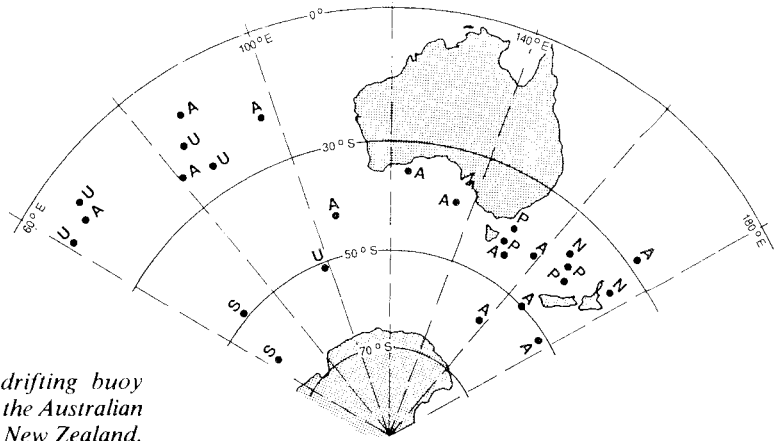 0°
100°E
140°E
A
A
U
U
A
30°S
U
A
U
60°E
A
A
A
P
P
A
A
N
P
P
A
N
180°E
U
50°S
S
A
A
S
A
70°S
drifting buoy
the Australian
New Zealand.